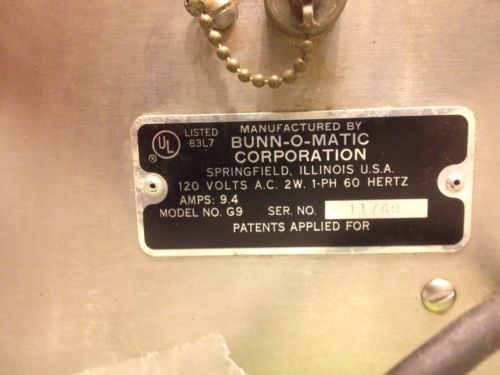 MANUFACTURED BY
UL LISTED
® 83L7
BUNN-O-MATIC
CORPORATION
SPRINGFIELD, ILLINOIS U.S.A.
120 VOLTS A.C. 2W. 1-PH 60 HERTZ
AMPS: 9.4
MODEL NO. G9 SER. NO.
PATENTS APPLIED FOR